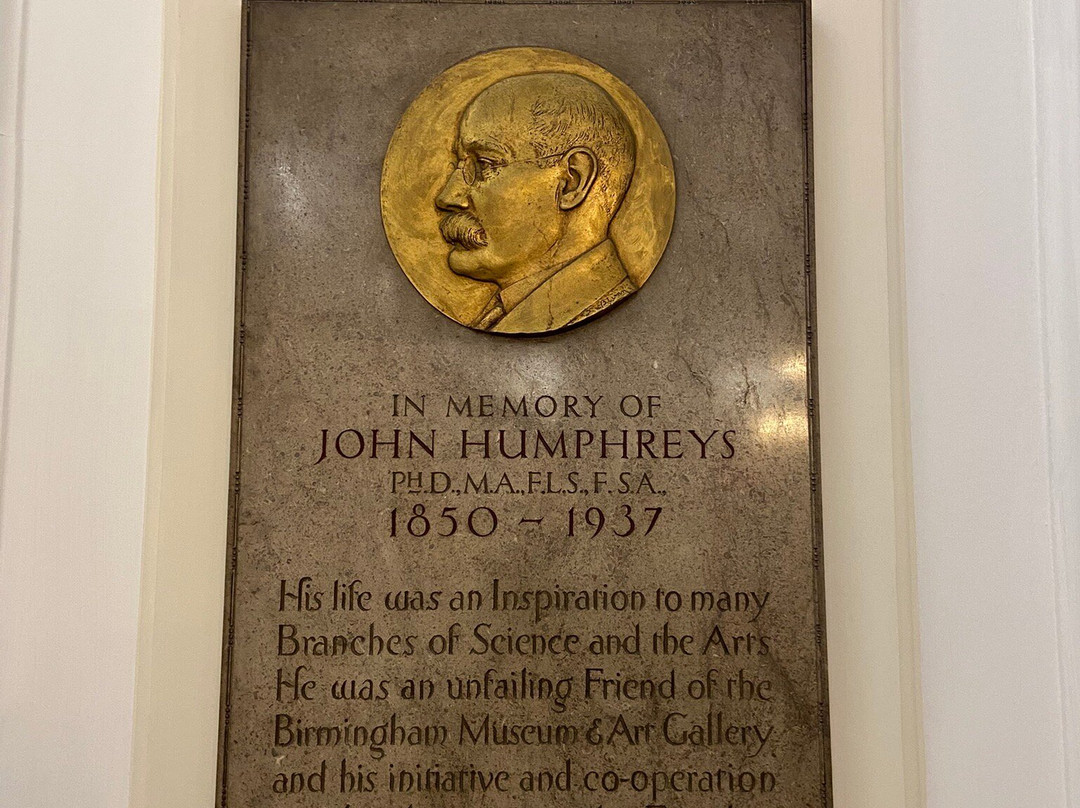 IN MEMORY OF
JOHN HUMPHREYS
PH.D., M.A., F.L.S., F.S.A.,
1850 – 1937
His life was an Inspiration to many
Branches of Science and the Arts
He was an unfailing Friend of the
Birmingham Museum & Art Gallery
and his initiative and co-operation